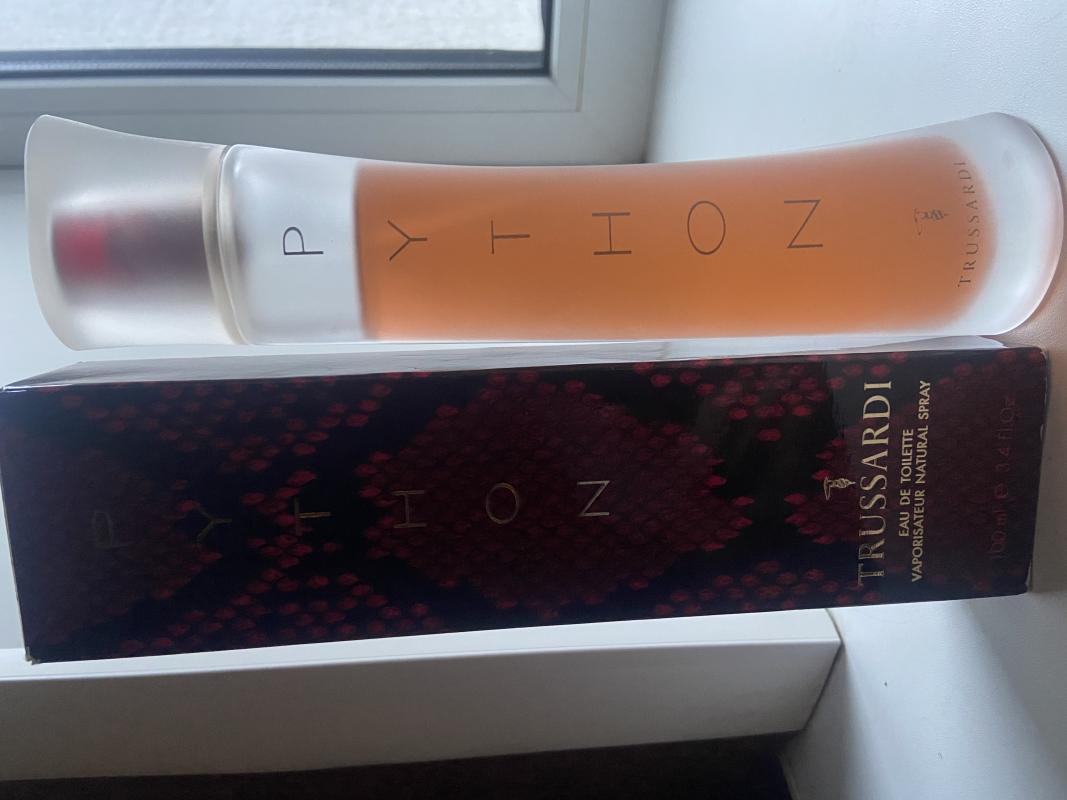 PYTHON
TRUSSARDI
PYTHON
TRUSSARDI
EAU DE TOILETTE
VAPORISATEUR NATURAL SPRAY
100 ml ℮ 3.4 fl.Oz